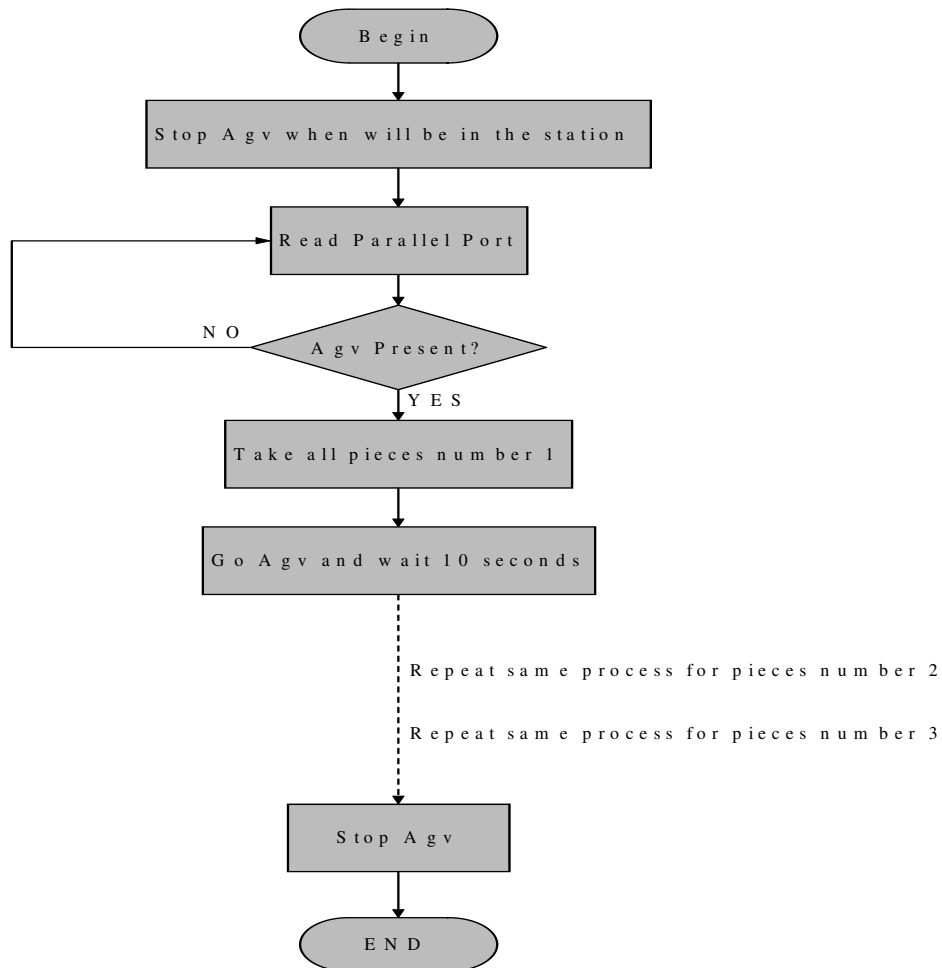 Begin
Stop Agv when will be in the station
Read Parallel Port
NO
Agv Present?
YES
Take all pieces number 1
Go Agv and wait 10 seconds
Repeat same process for pieces number 2
Repeat same process for pieces number 3
Stop Agv
END